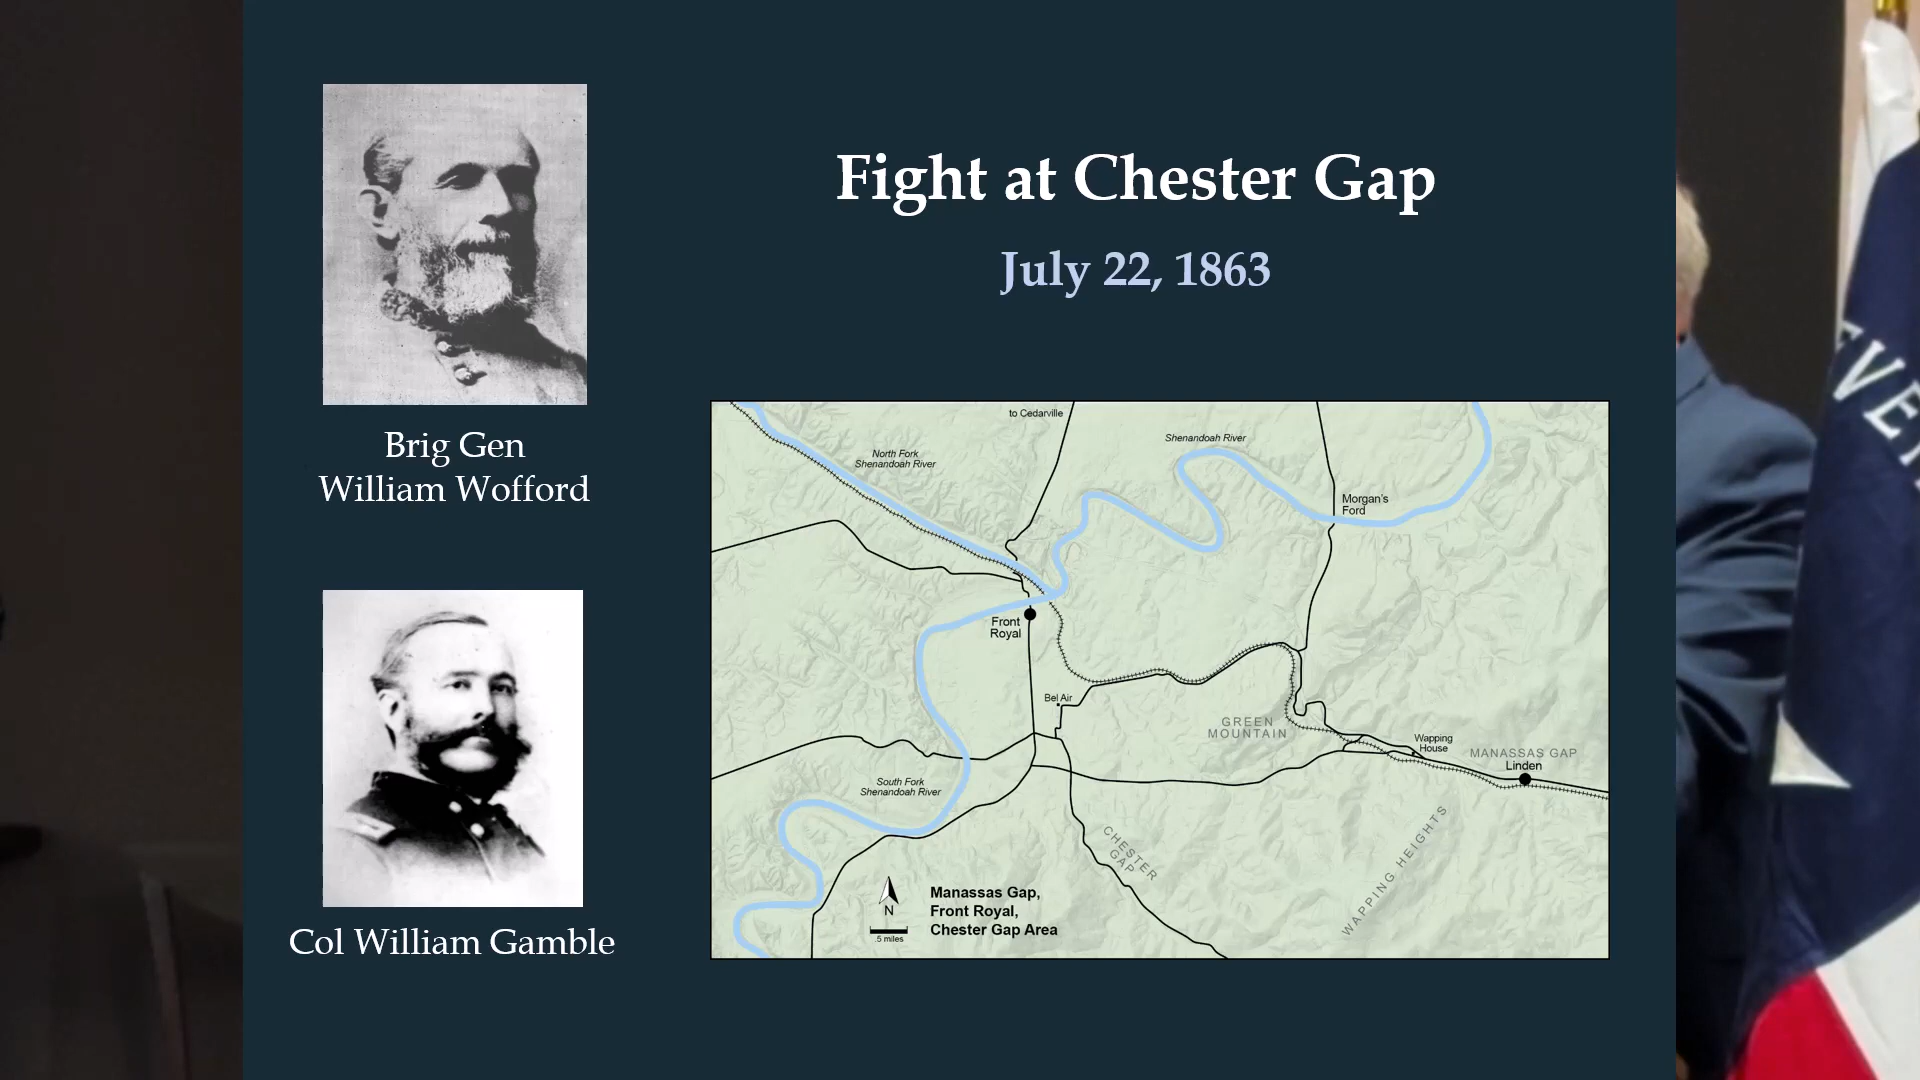 Fight at Chester Gap
July 22, 1863
Brig Gen
William Wofford
Col William Gamble
to Cedarville
North Fork
Shenandoah River
Shenandoah River
Morgan's
Ford
Front
Royal
Bel Air
GREEN
MOUNTAIN
Wapping
House
MANASSAS GAP
Linden
South Fork
Shenandoah River
CHESTER
GAP
WAPPING HEIGHTS
N
.5 miles
Manassas Gap,
Front Royal,
Chester Gap Area